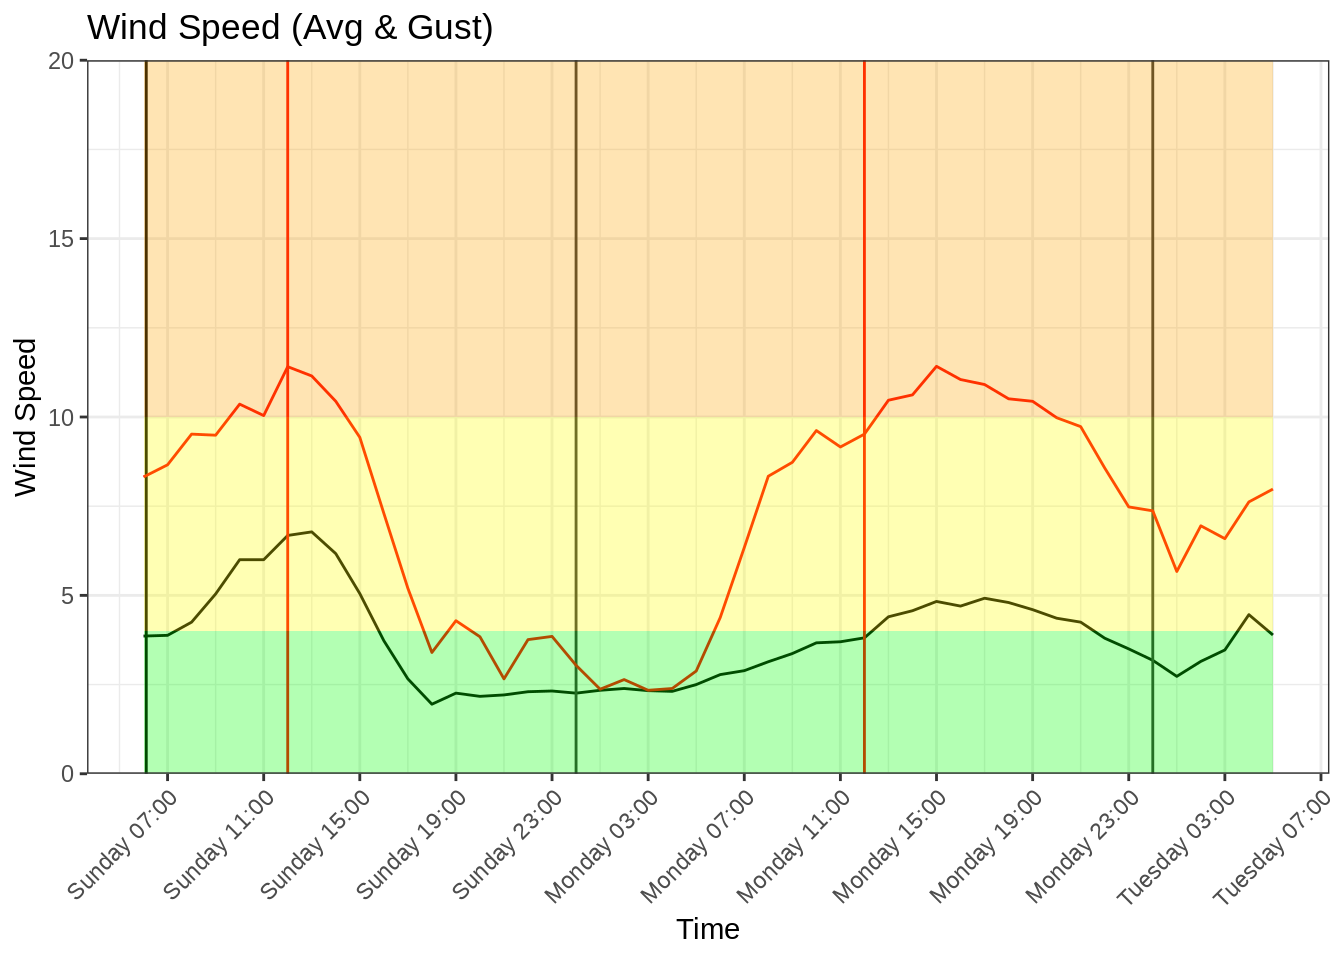 Wind Speed (Avg & Gust)
20
15
10
5
0
Wind Speed
Sunday 07:00
Sunday 11:00
Sunday 15:00
Sunday 19:00
Sunday 23:00
Monday 03:00
Monday 07:00
Monday 11:00
Monday 15:00
Monday 19:00
Monday 23:00
Tuesday 03:00
Tuesday 07:00
Time